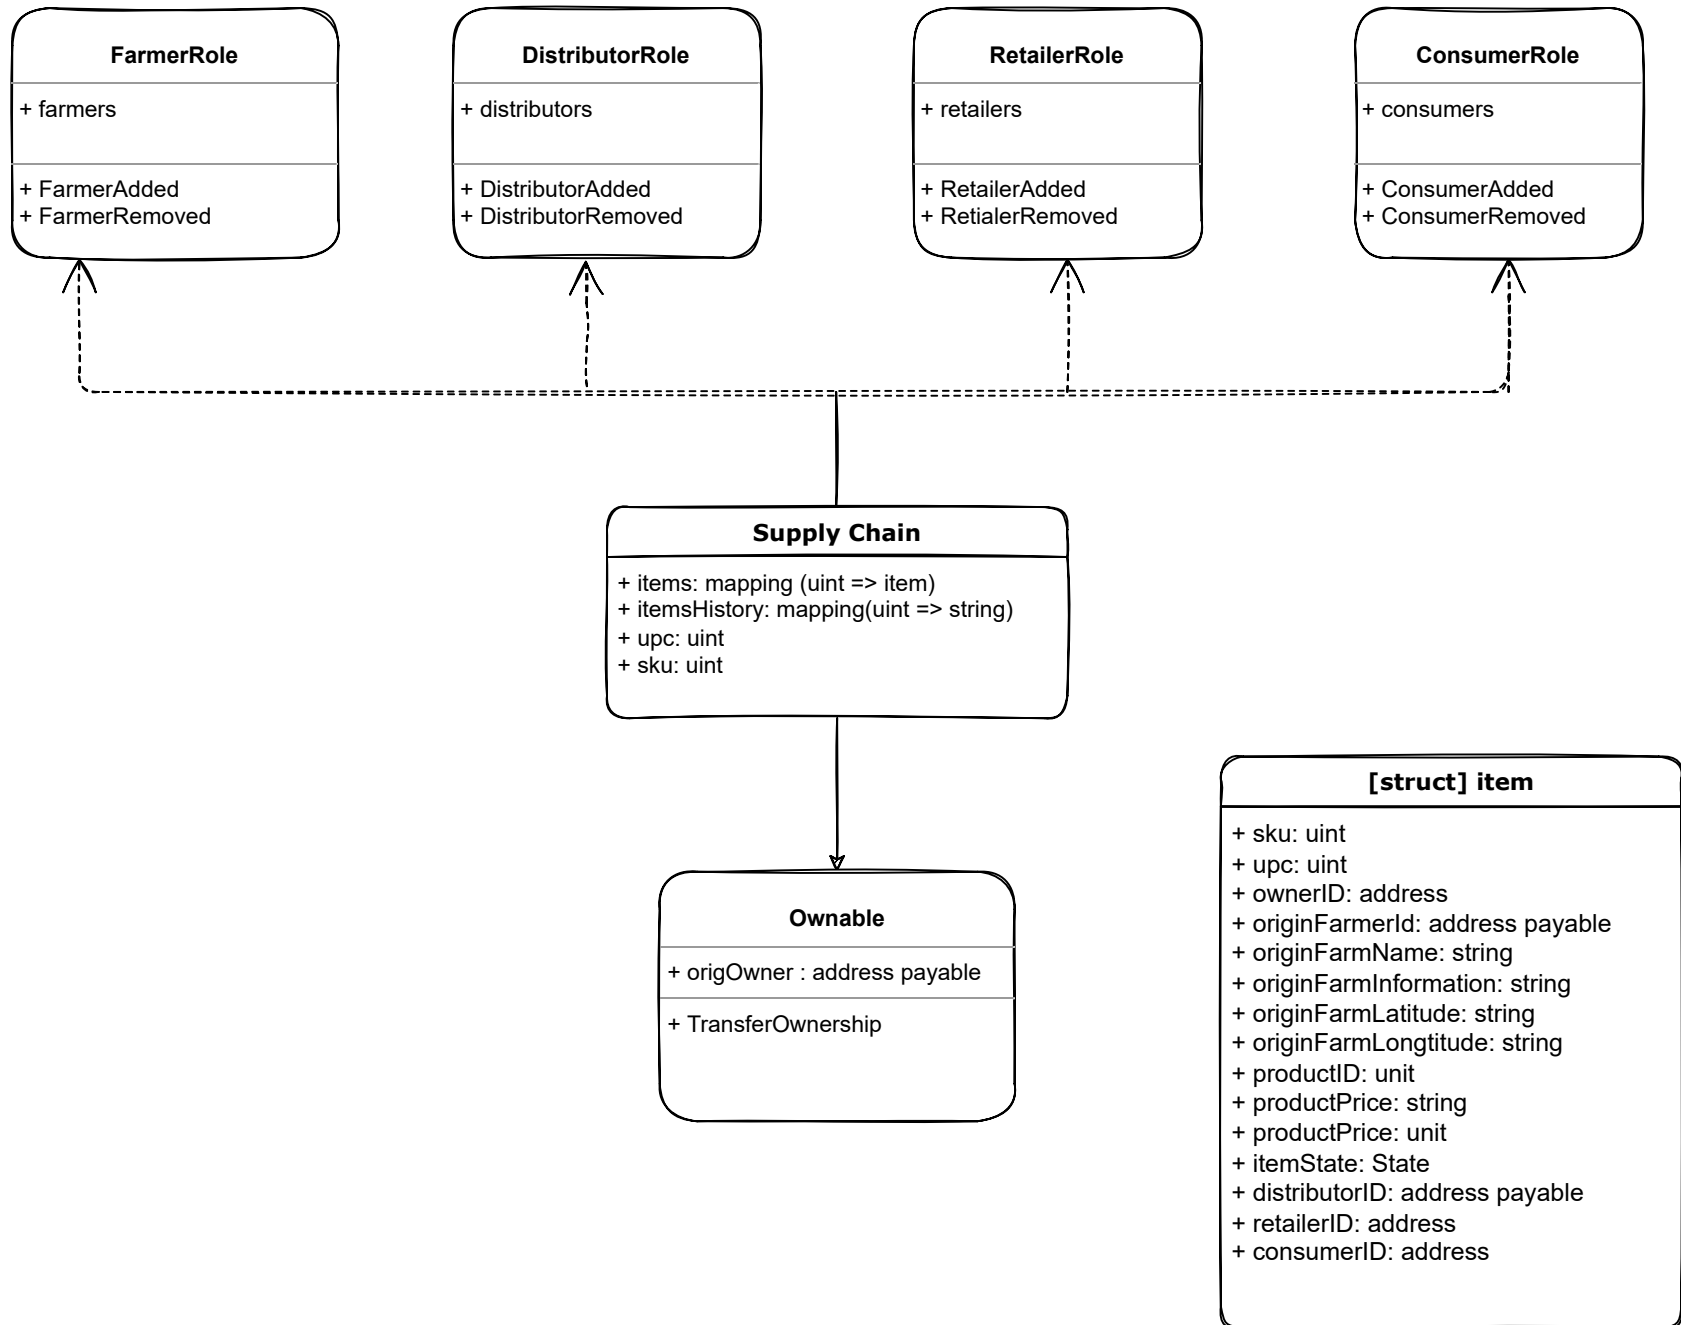 FarmerRole
+ farmers
+ FarmerAdded
+ FarmerRemoved
DistributorRole
+ distributors
+ DistributorAdded
+ DistributorRemoved
RetailerRole
+ retailers
+ RetailerAdded
+ RetialerRemoved
ConsumerRole
+ consumers
+ ConsumerAdded
+ ConsumerRemoved
Supply Chain
+ items: mapping (uint => item)
+ itemsHistory: mapping(uint => string)
+ upc: uint
+ sku: uint
Ownable
+ origOwner : address payable
+ TransferOwnership
[struct] item
+ sku: uint
+ upc: uint
+ ownerID: address
+ originFarmerId: address payable
+ originFarmName: string
+ originFarmInformation: string
+ originFarmLatitude: string
+ originFarmLongtitude: string
+ productID: unit
+ productPrice: string
+ productPrice: unit
+ itemState: State
+ distributorID: address payable
+ retailerID: address
+ consumerID: address